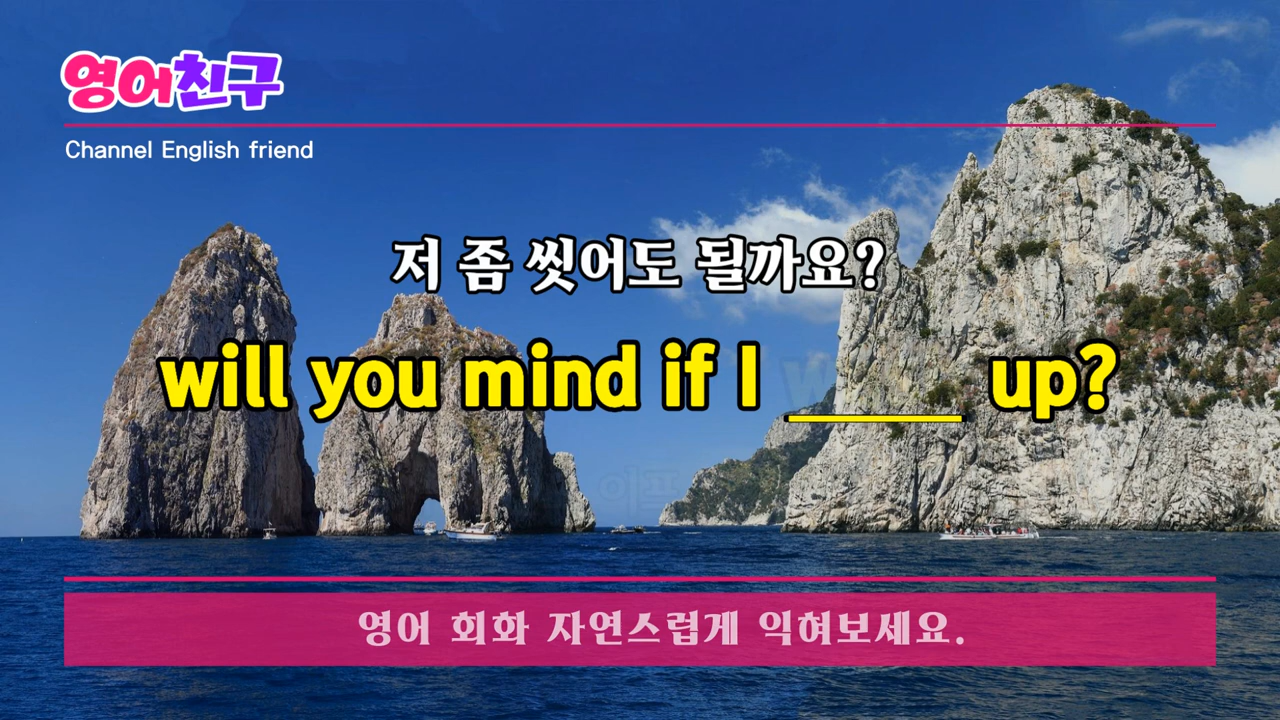 영어친구
Channel English friend
저 좀 씻어도 될까요?
will you mind if I _____ up?
영어 회화 자연스럽게 익혀보세요.